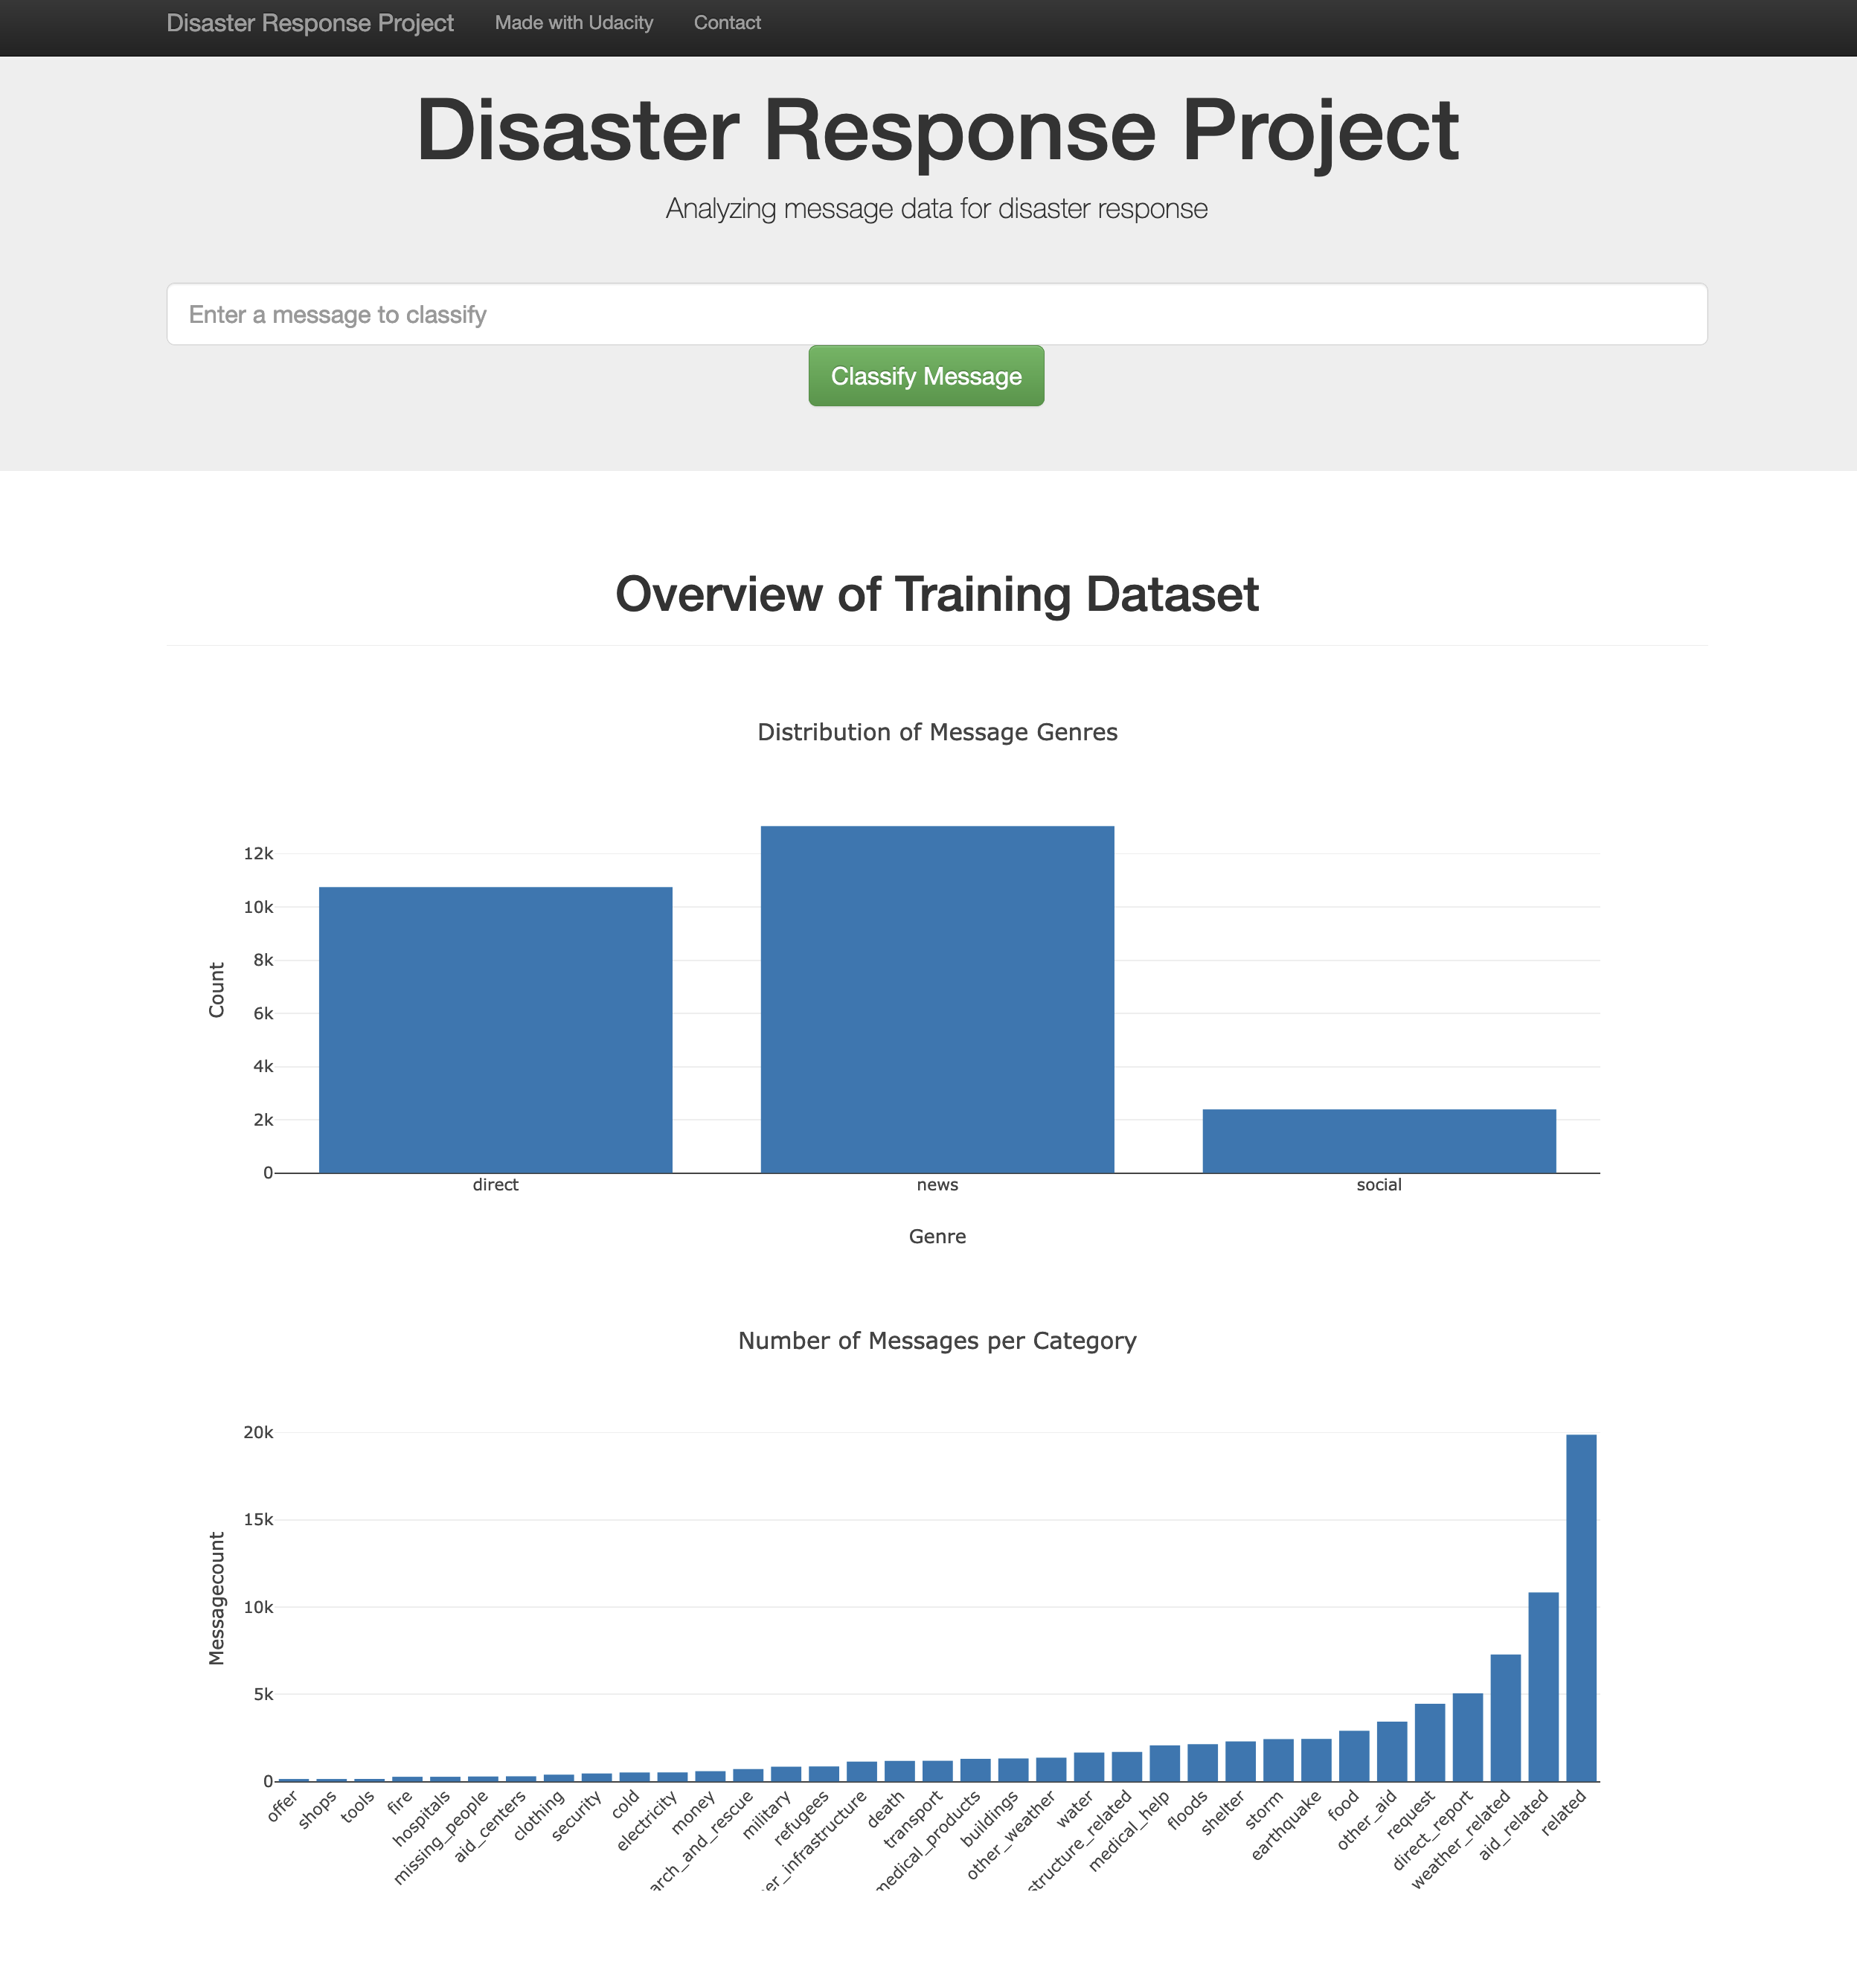 Disaster Response Project Made with Udacity Contact
Disaster Response Project
Analyzing message data for disaster response
Enter a message to classify
Classify Message
Overview of Training Dataset
Distribution of Message Genres
12k
10k
8k
6k
4k
2k
0
Count
direct news social
Genre
Number of Messages per Category
20k
15k
10k
5k
0
Messagecount
offer
shops
tools
fire
hospitals
missing_people
aid_centers
clothing
security
cold
electricity
money
arch_and_rescue
military
refugees
er_infrastructure
death
transport
medical_products
buildings
other_weather
water
structure_related
medical_help
floods
shelter
storm
earthquake
food
other_aid
request
direct_report
weather_related
aid_related
related